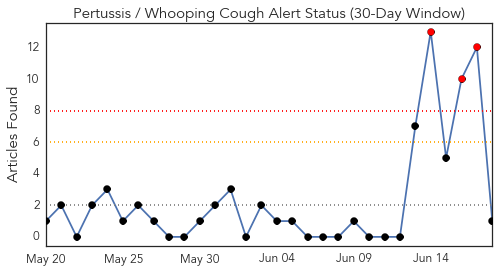 Pertussis / Whooping Cough Alert Status (30-Day Window)
Articles Found
12
10
8
6
4
2
0
May 20 May 25 May 30 Jun 04 Jun 09 Jun 14